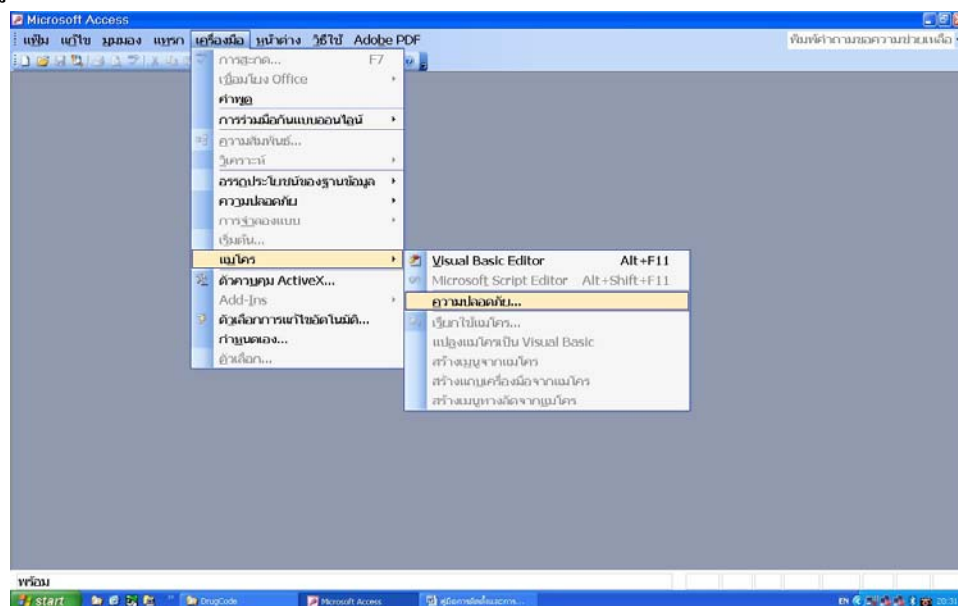 Microsoft Access
แฟ้ม แก้ไข มุมมอง แทรก เครื่องมือ หน้าต่าง วิธีใช้ Adobe PDF
พิมพ์คำถามขอความช่วยเหลือ
การสะกด... F7
เชื่อมโยง Office
คำพูด
การร่วมมือกันแบบออนไลน์
ความสัมพันธ์...
วิเคราะห์
อรรถประโยชน์ของฐานข้อมูล
ความปลอดภัย
การจำลองแบบ
เริ่มต้น...
แมโคร
ตัวควบคุม ActiveX...
Add-Ins
ตัวเลือกการแก้ไขอัตโนมัติ...
กำหนดเอง...
ตัวเลือก...
Visual Basic Editor Alt+F11
Microsoft Script Editor Alt+Shift+F11
ความปลอดภัย...
เรียกใช้แมโคร...
แปลงแมโครเป็น Visual Basic
สร้างเมนูจากแมโคร
สร้างแถบเครื่องมือจากแมโคร
สร้างเมนูทางลัดจากแมโคร
พร้อม
start DrugCode Microsoft Access EN 20:31